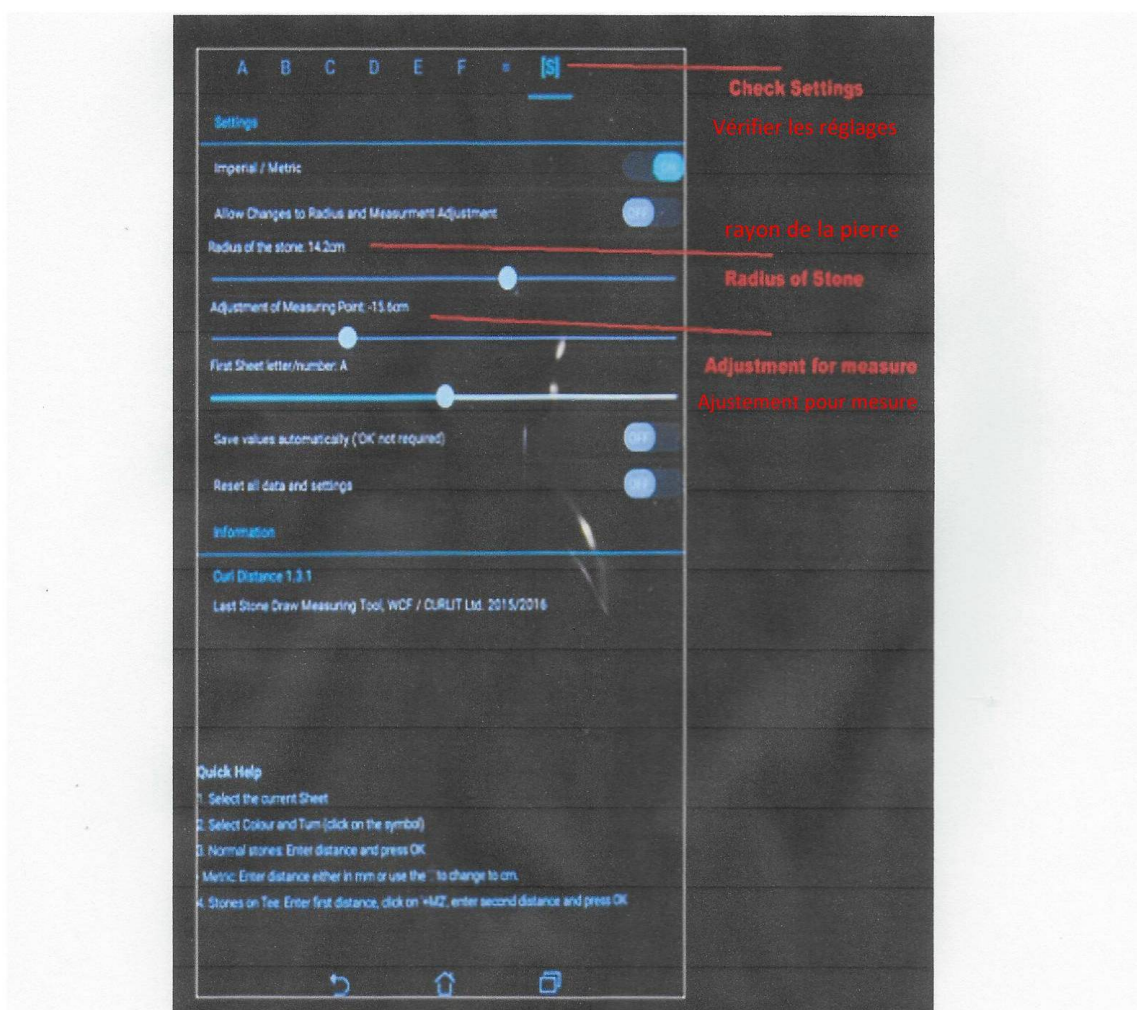 A B C D E F = [S]
Check Settings
Vérifier les réglages
Settings
Imperial / Metric
ON
Allow Changes to Radius and Measurment Adjustment
OFF
rayon de la pierre
Radius of the stone: 14.2cm
Radius of Stone
Adjustment of Measuring Point: -15.6cm
Adjustment for measure
Ajustement pour mesure
First Sheet letter/number: A
Save values automatically ('OK' not required)
OFF
Reset all data and settings
OFF
Information
Curl Distance 1.3.1
Last Stone Draw Measuring Tool, WCF / CURLIT Ltd. 2015/2016
Quick Help
1. Select the current Sheet
2. Select Colour and Turn (click on the symbol)
3. Normal stones: Enter distance and press OK
- Metric: Enter distance either in mm or use the '.' to change to cm.
4. Stones on Tee: Enter first distance, click on '+M2', enter second distance and press OK